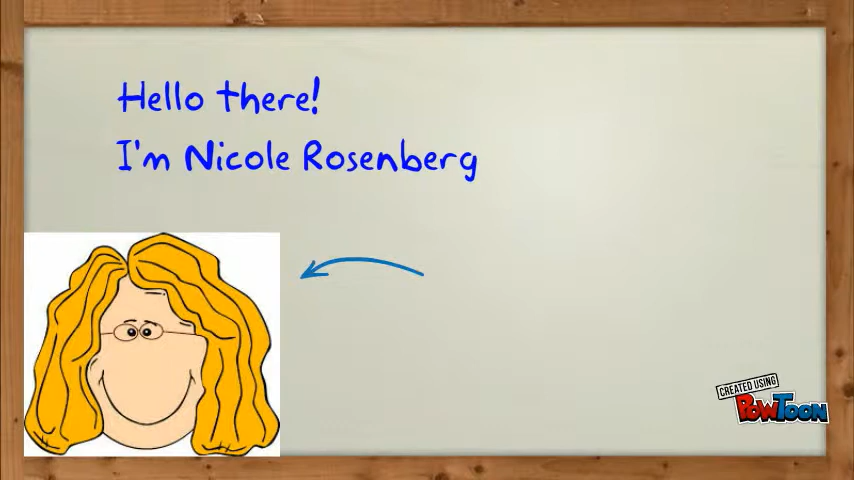 Hello there!
I'm Nicole Rosenberg
CREATED USING
POWTOON